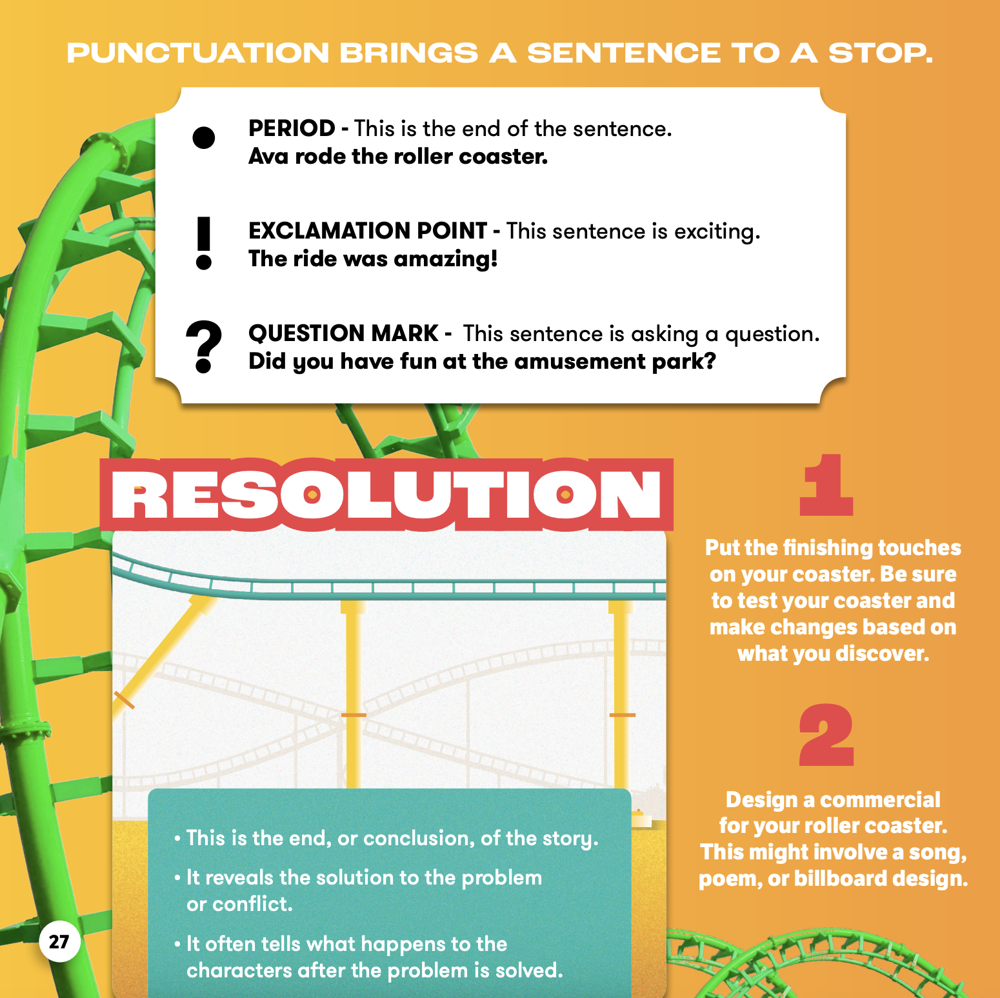 PUNCTUATION BRINGS A SENTENCE TO A STOP.
. PERIOD - This is the end of the sentence.
Ava rode the roller coaster.
! EXCLAMATION POINT - This sentence is exciting.
The ride was amazing!
? QUESTION MARK - This sentence is asking a question.
Did you have fun at the amusement park?
RESOLUTION
• This is the end, or conclusion, of the story.
• It reveals the solution to the problem
or conflict.
• It often tells what happens to the
characters after the problem is solved.
1
Put the finishing touches
on your coaster. Be sure
to test your coaster and
make changes based on
what you discover.
2
Design a commercial
for your roller coaster.
This might involve a song,
poem, or billboard design.
27